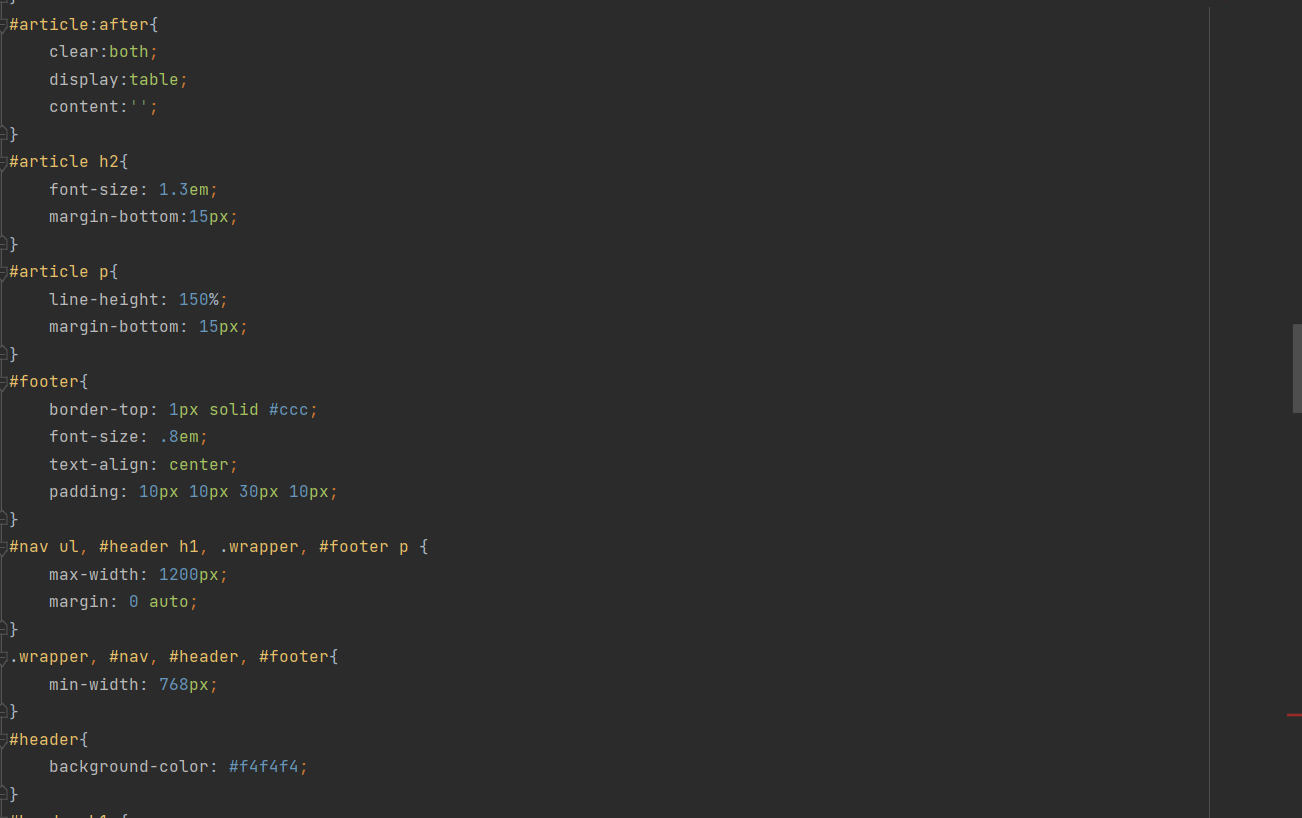 }
#article:after{
    clear:both;
    display:table;
    content:'';
}
#article h2{
    font-size: 1.3em;
    margin-bottom:15px;
}
#article p{
    line-height: 150%;
    margin-bottom: 15px;
}
#footer{
    border-top: 1px solid #ccc;
    font-size: .8em;
    text-align: center;
    padding: 10px 10px 30px 10px;
}
#nav ul, #header h1, .wrapper, #footer p {
    max-width: 1200px;
    margin: 0 auto;
}
.wrapper, #nav, #header, #footer{
    min-width: 768px;
}
#header{
    background-color: #f4f4f4;
}